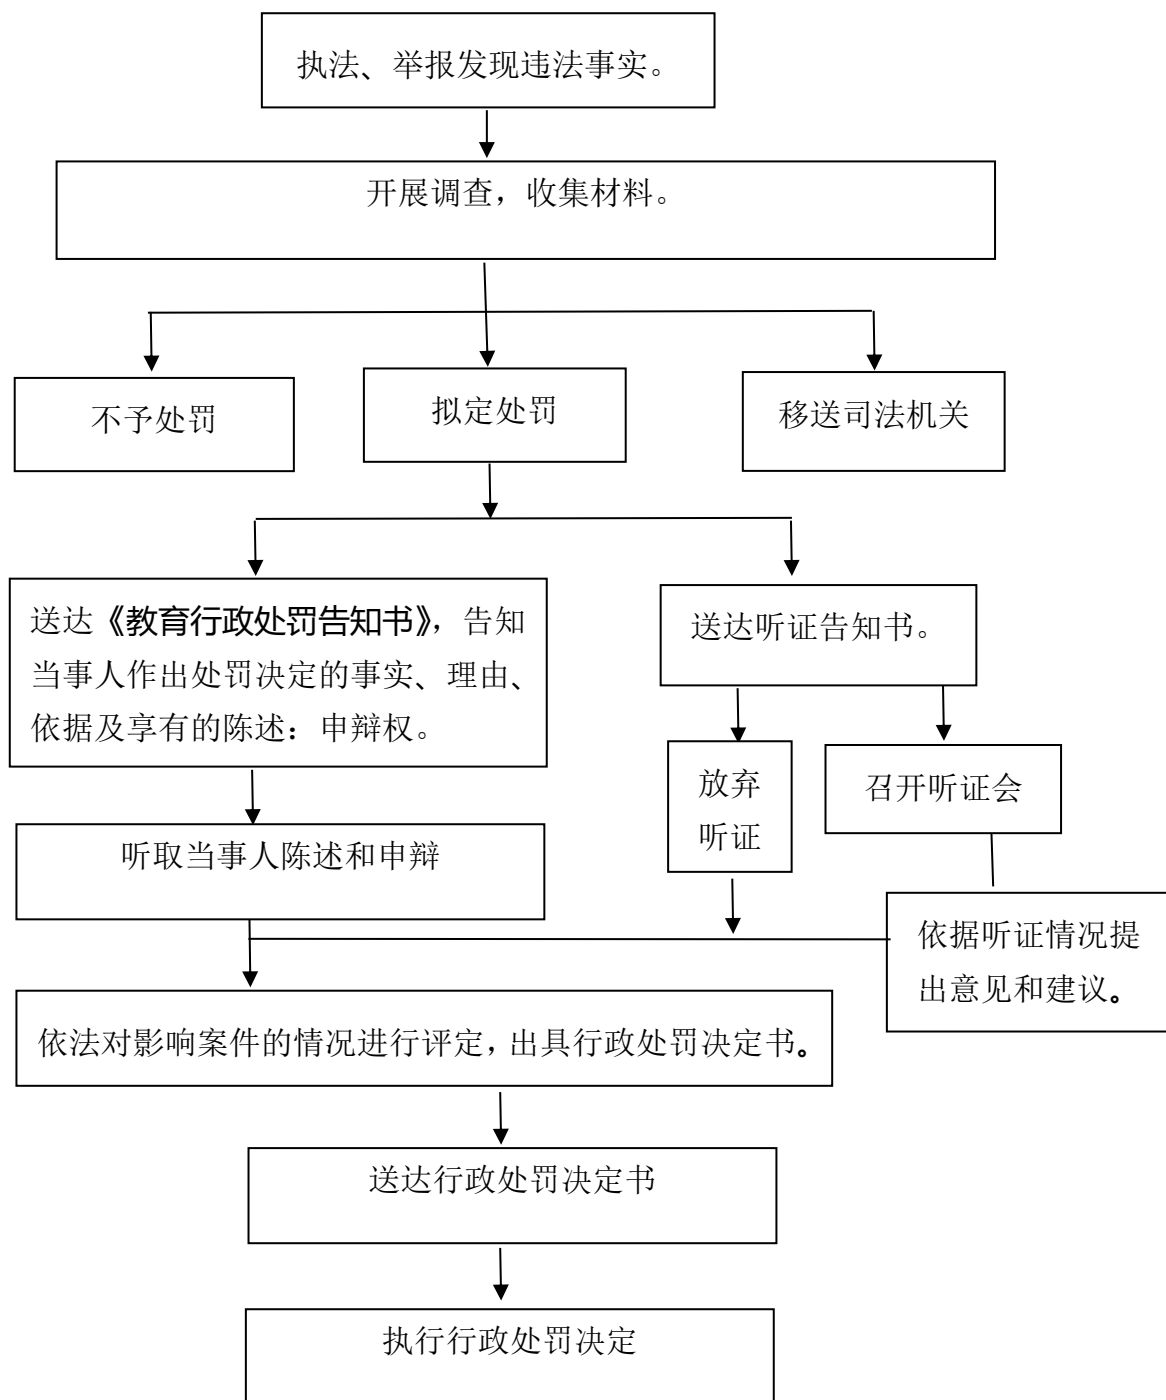 执法、举报发现违法事实。
开展调查，收集材料。
不予处罚
拟定处罚
移送司法机关
送达《教育行政处罚告知书》，告知
当事人作出处罚决定的事实、理由、
依据及享有的陈述：申辩权。
送达听证告知书。
放弃
听证
召开听证会
听取当事人陈述和申辩
依据听证情况提
出意见和建议。
依法对影响案件的情况进行评定，出具行政处罚决定书。
送达行政处罚决定书
执行行政处罚决定